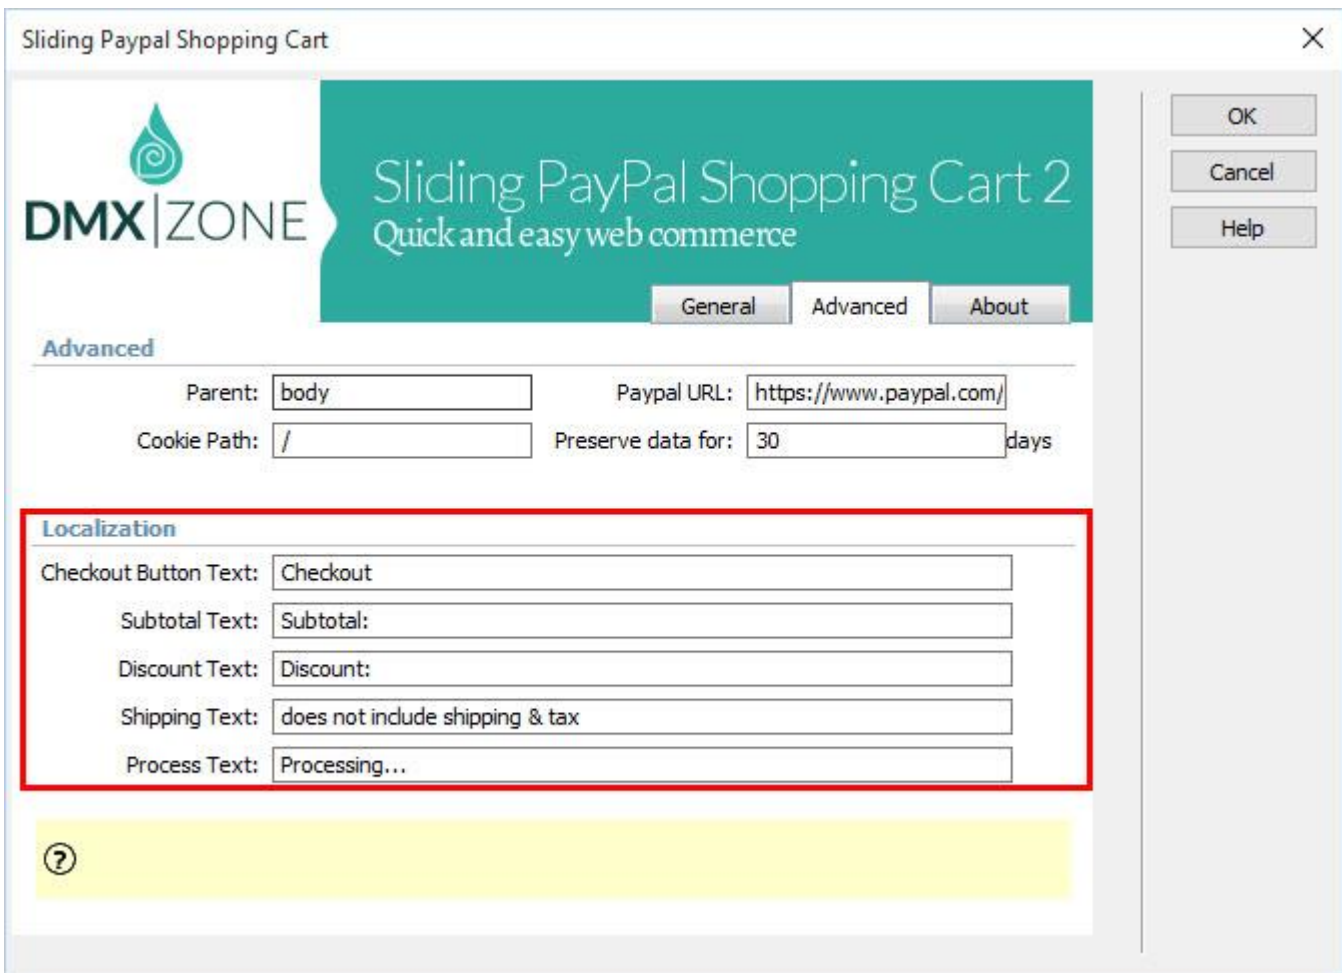 Sliding Paypal Shopping Cart
DMX|ZONE
Sliding PayPal Shopping Cart 2
Quick and easy web commerce
OK
Cancel
Help
General Advanced About
Advanced
Parent: body Paypal URL: https://www.paypal.com/
Cookie Path: / Preserve data for: 30 days
Localization
Checkout Button Text: Checkout
Subtotal Text: Subtotal:
Discount Text: Discount:
Shipping Text: does not include shipping & tax
Process Text: Processing...
?